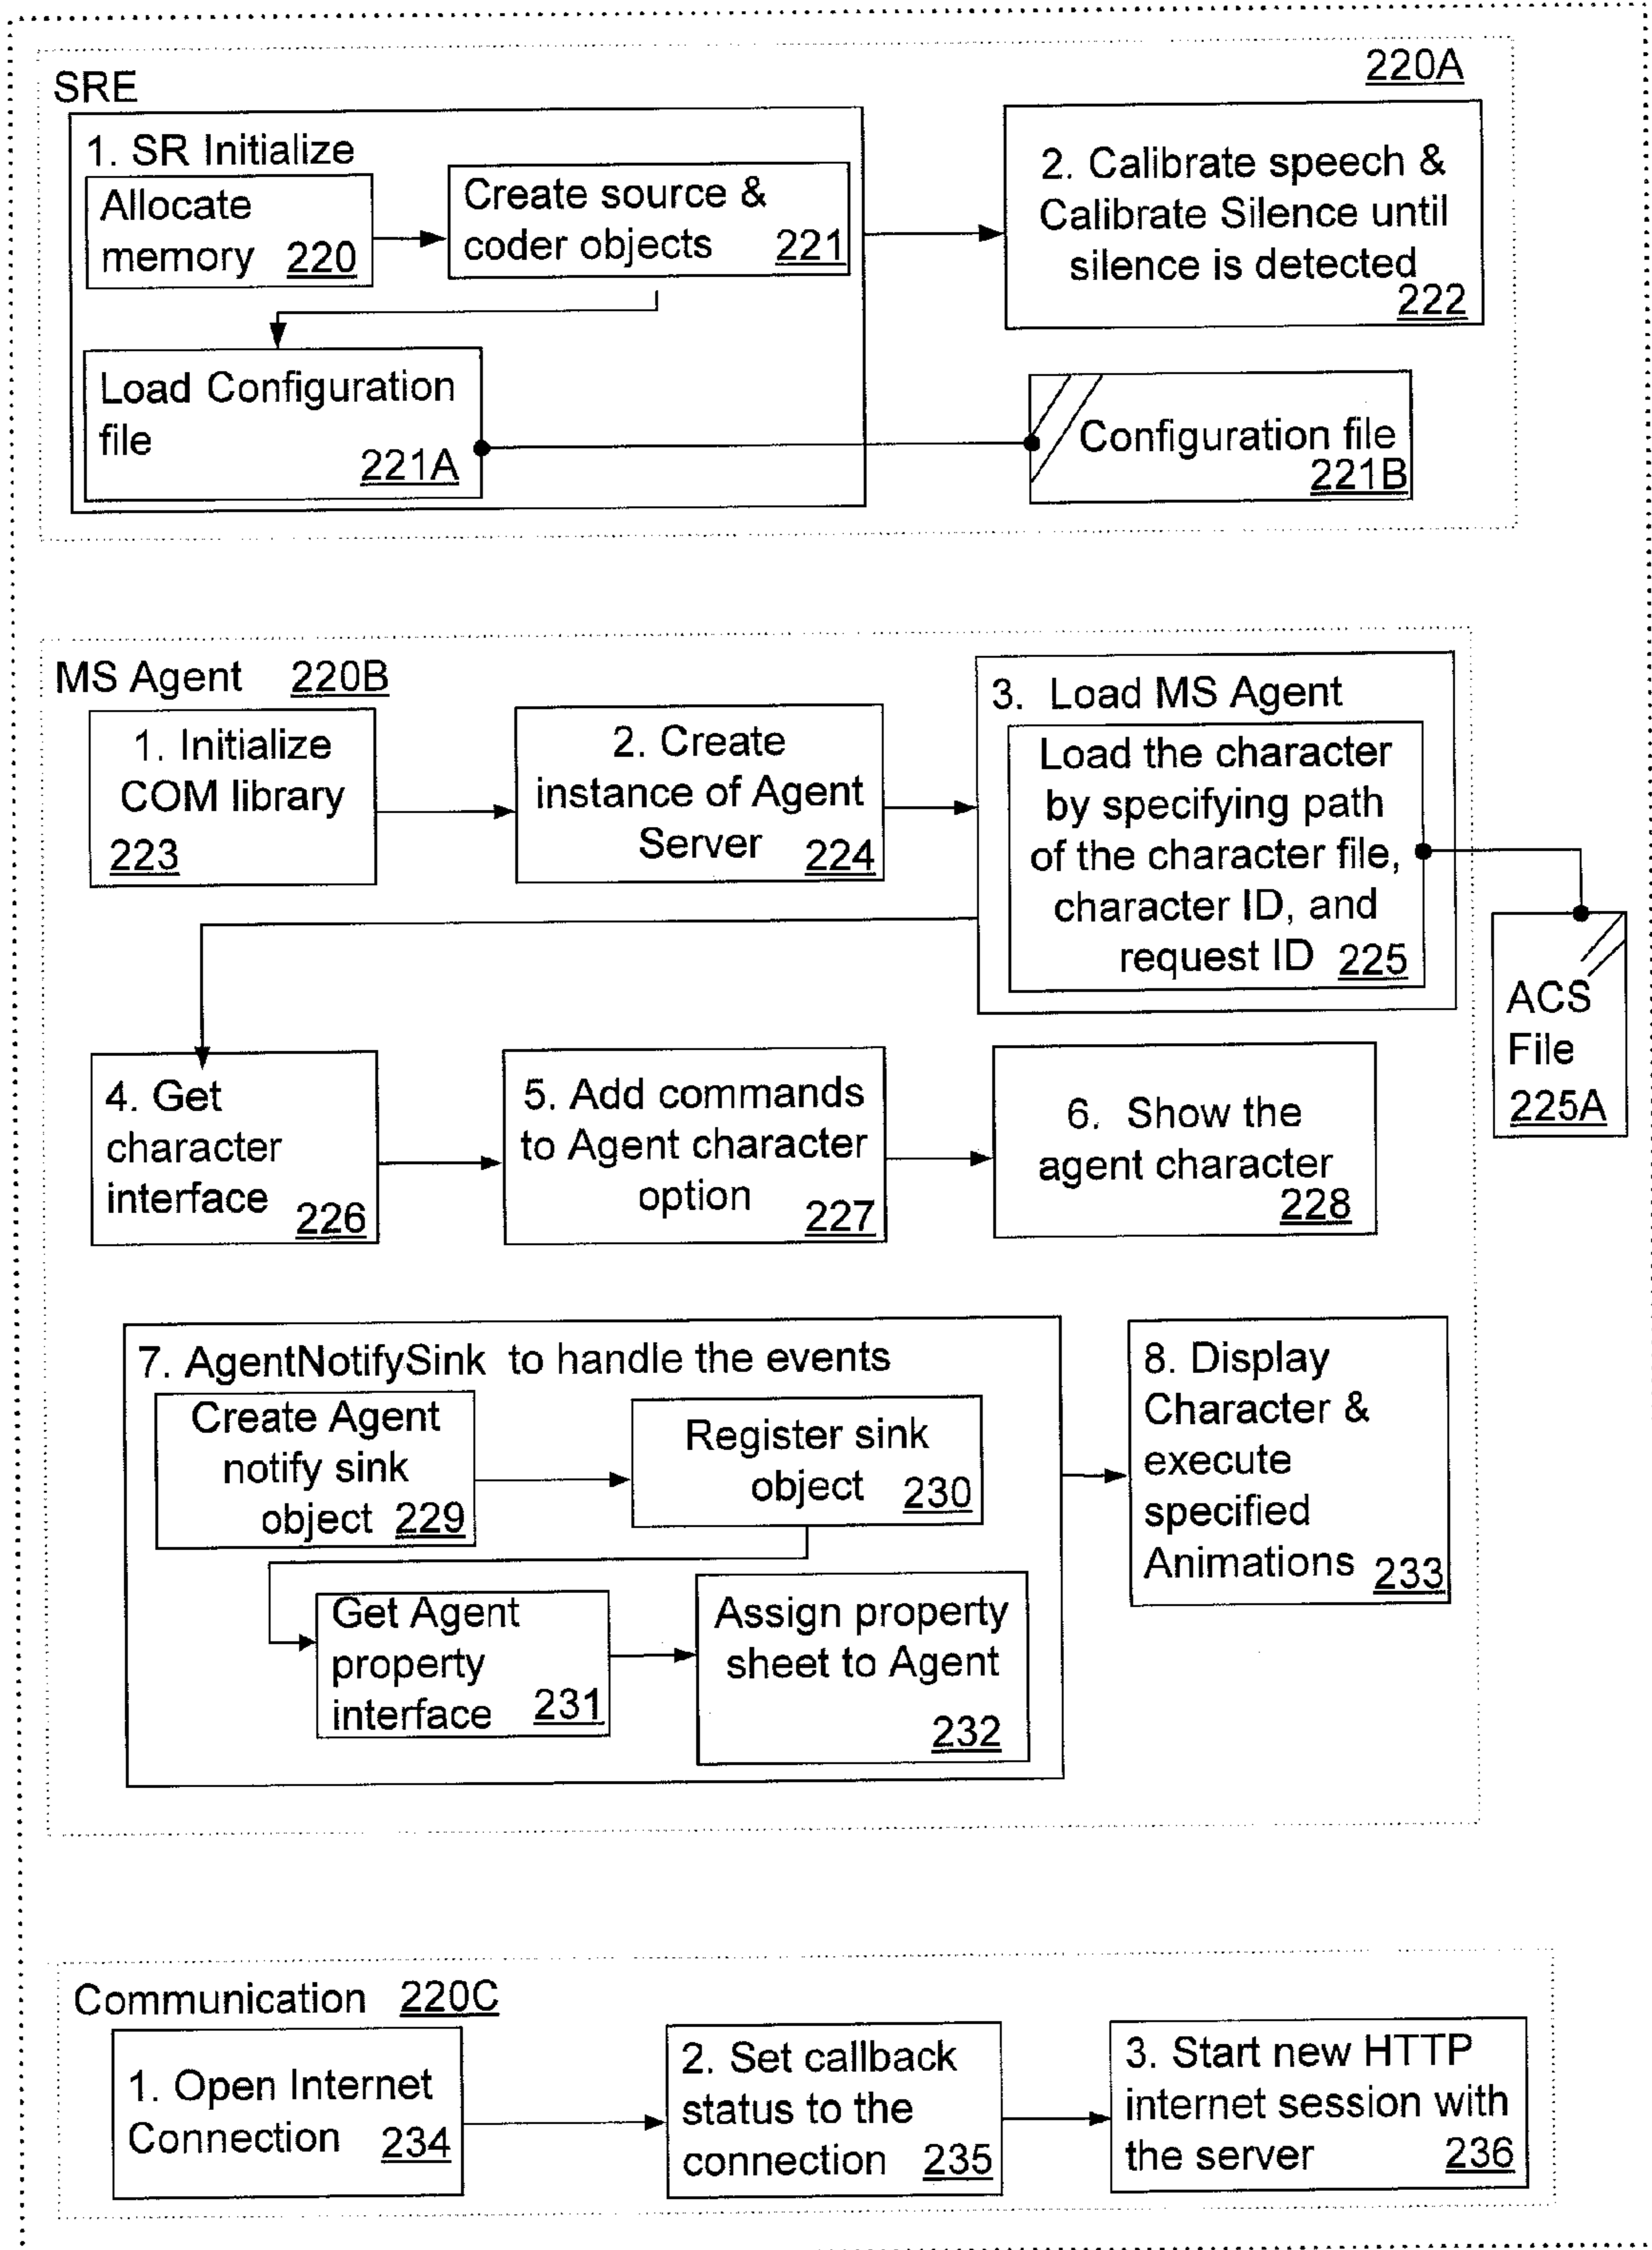 220A
SRE
1. SR Initialize
Allocate
memory 220
Create source &
coder objects 221
2. Calibrate speech &
Calibrate Silence until
silence is detected
222
Load Configuration
file
221A
Configuration file
221B
MS Agent 220B
1. Initialize
COM library
223
2. Create
instance of Agent
Server 224
3. Load MS Agent
Load the character
by specifying path
of the character file,
character ID, and
request ID 225
ACS
File
225A
4. Get
character
interface 226
5. Add commands
to Agent character
option 227
6. Show the
agent character
228
7. AgentNotifySink to handle the events
Create Agent
notify sink
object 229
Register sink
object 230
Get Agent
property
interface 231
Assign property
sheet to Agent
232
8. Display
Character &
execute
specified
Animations 233
Communication 220C
1. Open Internet
Connection 234
2. Set callback
status to the
connection 235
3. Start new HTTP
internet session with
the server 236